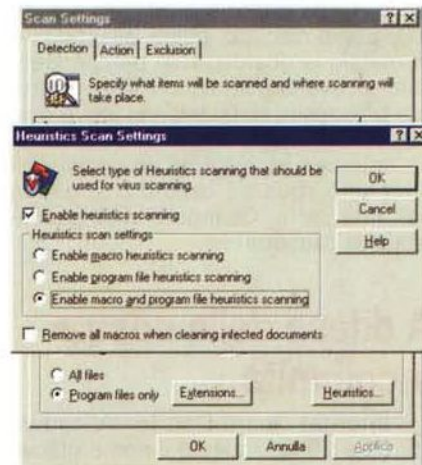 Scan Settings
Detection
Action
Exclusion
Specify what items will be scanned and where scanning will
take place.
Heuristics Scan Settings
Select type of Heuristics scanning that should be
used for virus scanning.
OK
Cancel
Help
Enable heuristics scanning
Heuristics scan settings
Enable macro heuristics scanning
Enable program file heuristics scanning
Enable macro and program file heuristics scanning
Remove all macros when cleaning infected documents
All files
Program files only
Extensions...
Heuristics...
OK
Annulla
Applica